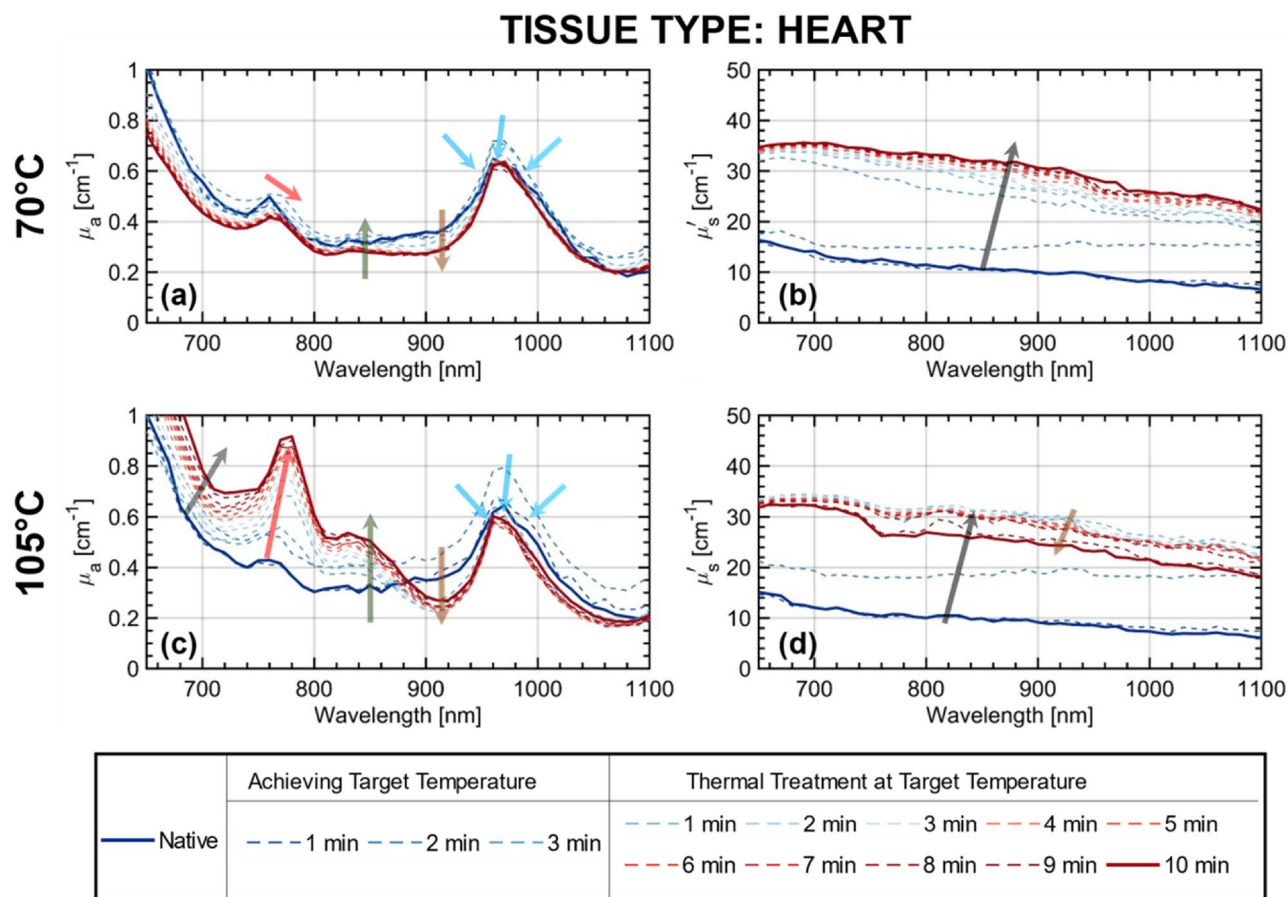 TISSUE TYPE: HEART
70°C
1
0.8
0.6
0.4
0.2
0
μa [cm-1]
(a)
700 800 900 1000 1100
Wavelength [nm]
50
40
30
20
10
0
μ's [cm-1]
(b)
700 800 900 1000 1100
Wavelength [nm]
105°C
1
0.8
0.6
0.4
0.2
0
μa [cm-1]
(c)
700 800 900 1000 1100
Wavelength [nm]
50
40
30
20
10
0
μ's [cm-1]
(d)
700 800 900 1000 1100
Wavelength [nm]
Achieving Target Temperature
Thermal Treatment at Target Temperature
Native
1 min 2 min 3 min
1 min 2 min 3 min 4 min 5 min
6 min 7 min 8 min 9 min 10 min